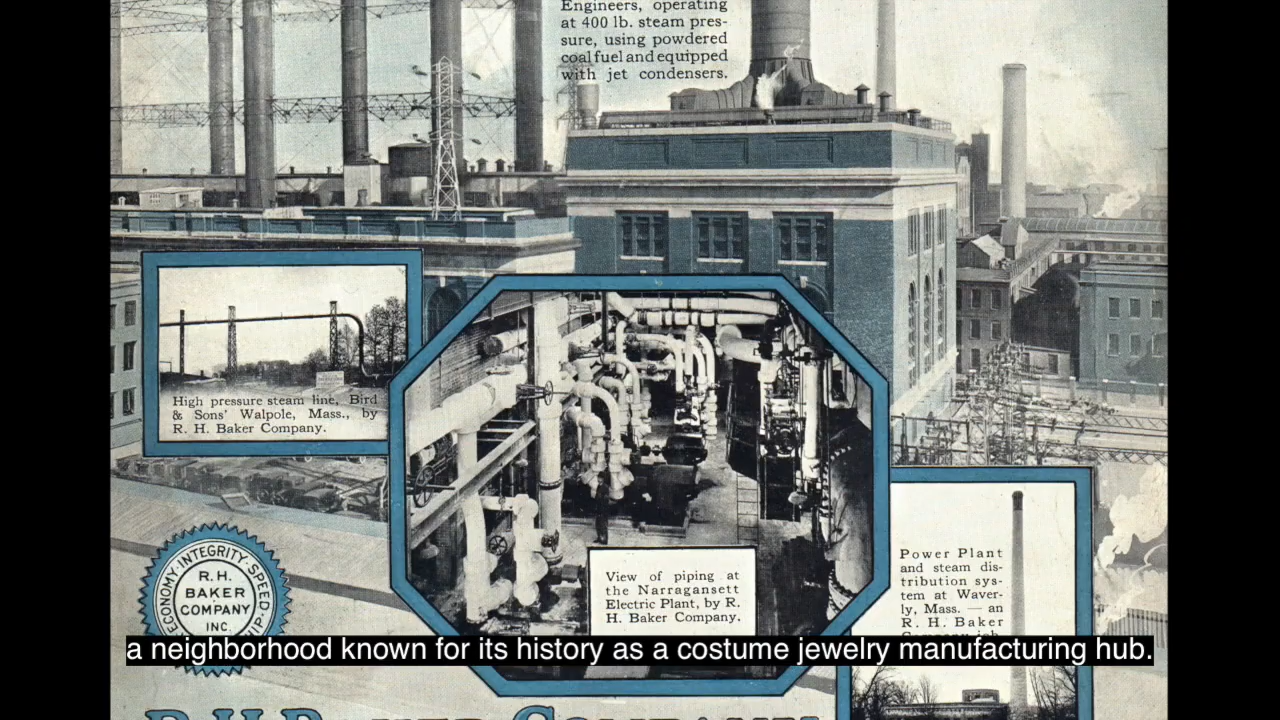 Engineers, operating
at 400 lb. steam pres-
sure, using powdered
coal fuel and equipped
with jet condensers.
High pressure steam line, Bird
& Sons' Walpole, Mass., by
R. H. Baker Company.
View of piping at
the Narragansett
Electric Plant, by R.
H. Baker Company.
Power Plant
and steam dis-
tribution sys-
tem at Waver-
ly, Mass. — an
R. H. Baker
ECONOMY · INTEGRITY · SPEED
R. H.
BAKER
COMPANY
INC.
a neighborhood known for its history as a costume jewelry manufacturing hub.